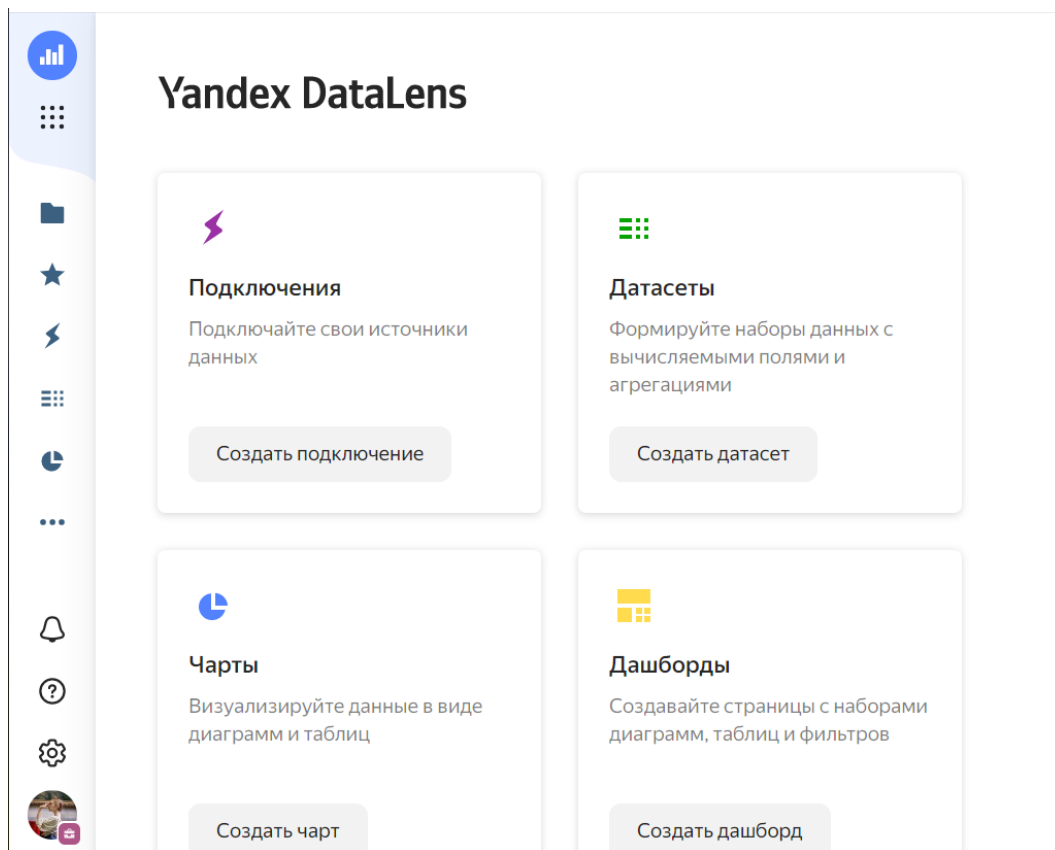 Yandex DataLens
Подключения
Подключайте свои источники
данных
Создать подключение
Датасеты
Формируйте наборы данных с
вычисляемыми полями и
агрегациями
Создать датасет
Чарты
Визуализируйте данные в виде
диаграмм и таблиц
Создать чарт
Дашборды
Создавайте страницы с наборами
диаграмм, таблиц и фильтров
Создать дашборд